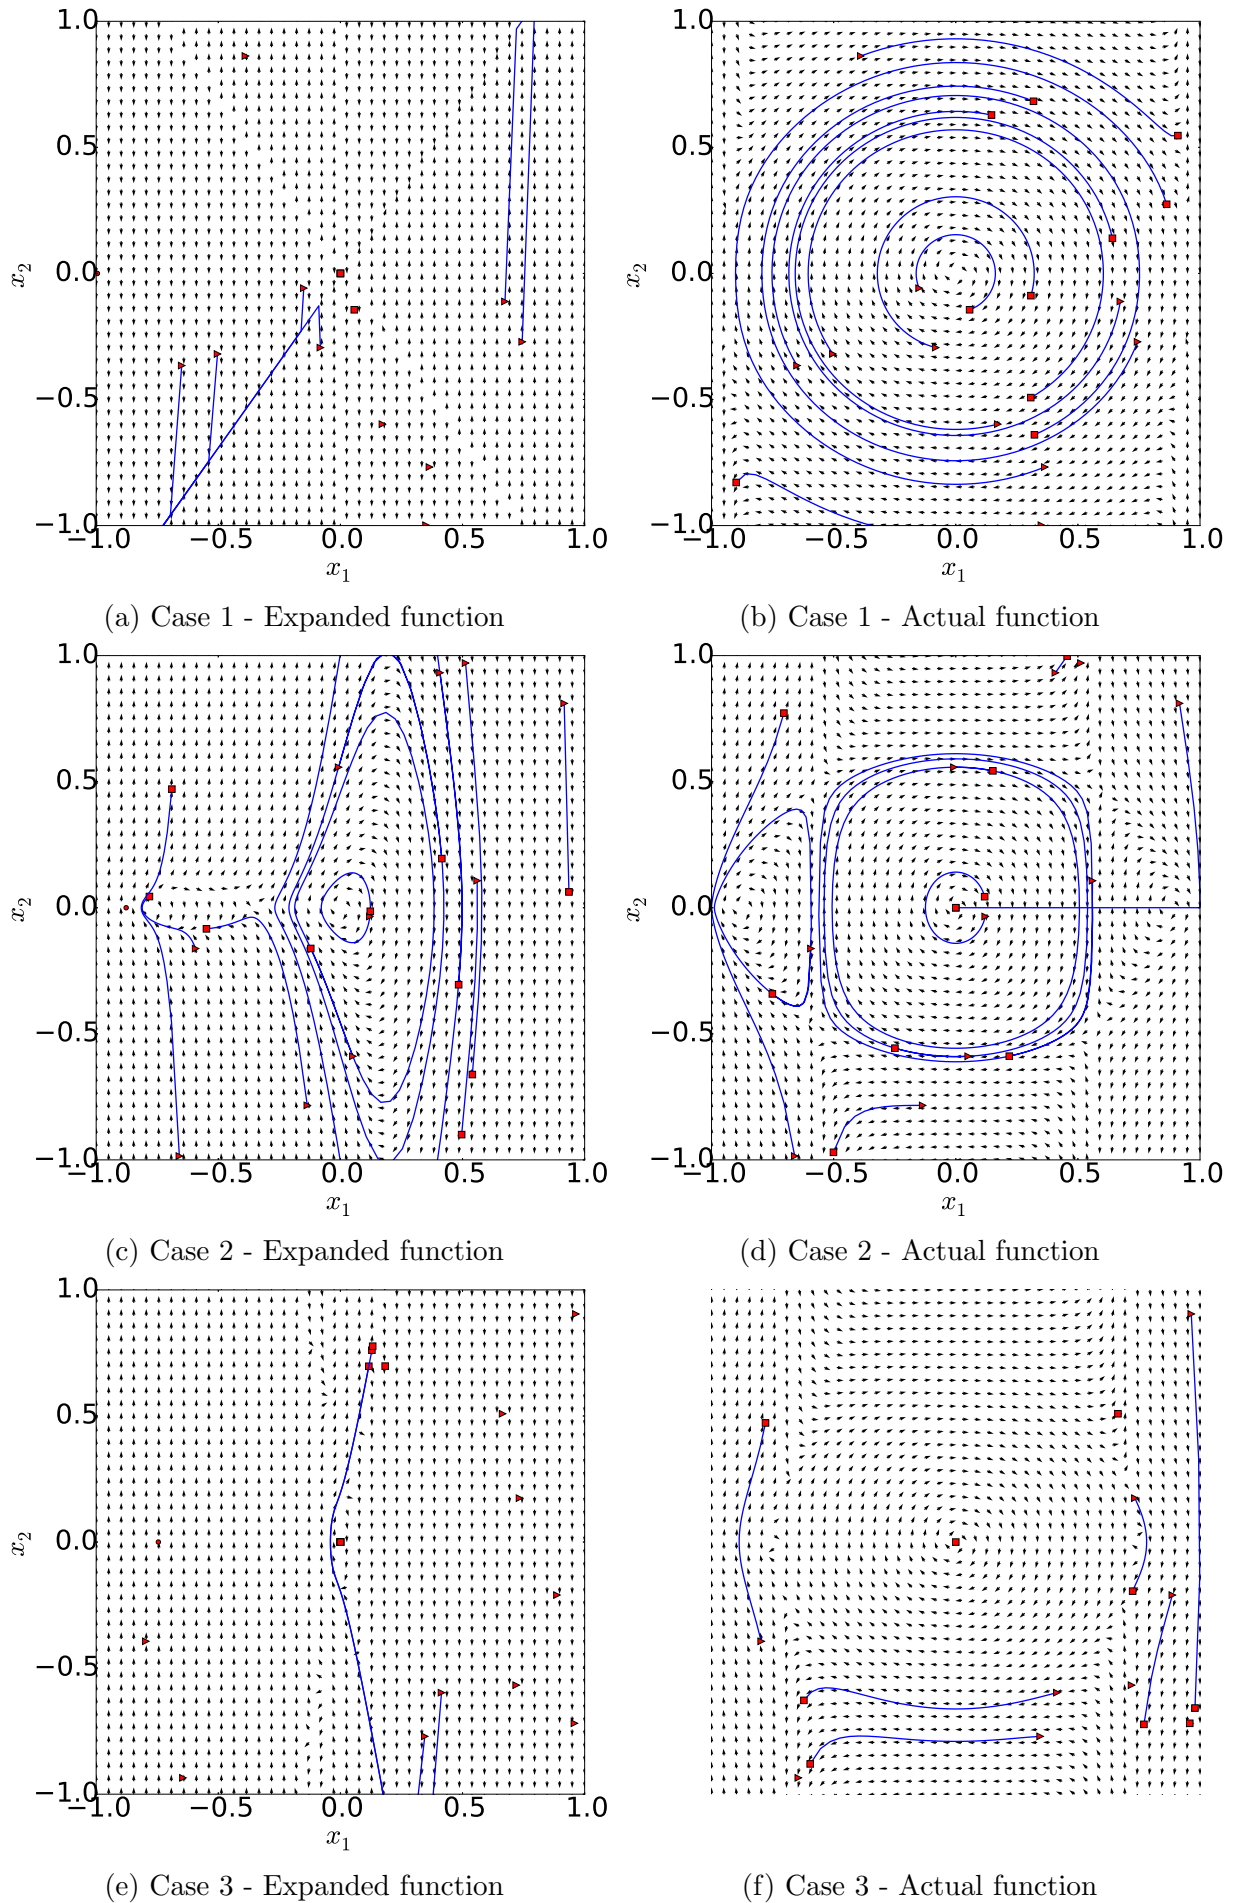 1.0 1.0
0.5 0.5
x2 0.0 x2 0.0
−0.5 −0.5
−1.0 −1.0
−1.0 −0.5 0.0 0.5 1.0 −1.0 −0.5 0.0 0.5 1.0
x1 x1
(a) Case 1 - Expanded function (b) Case 1 - Actual function
1.0 1.0
0.5 0.5
x2 0.0 x2 0.0
−0.5 −0.5
−1.0 −1.0
−1.0 −0.5 0.0 0.5 1.0 −1.0 −0.5 0.0 0.5 1.0
x1 x1
(c) Case 2 - Expanded function (d) Case 2 - Actual function
1.0
0.5
x2 0.0
−0.5
−1.0
−1.0 −0.5 0.0 0.5 1.0
x1
(e) Case 3 - Expanded function (f) Case 3 - Actual function